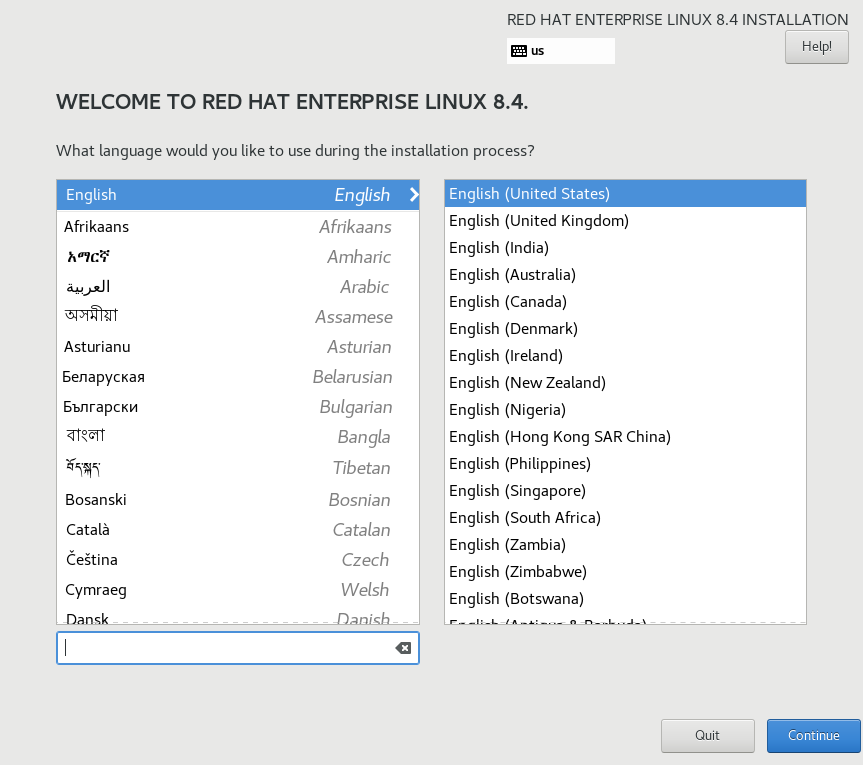 RED HAT ENTERPRISE LINUX 8.4 INSTALLATION
us
Help!
WELCOME TO RED HAT ENTERPRISE LINUX 8.4.
What language would you like to use during the installation process?
English English
Afrikaans Afrikaans
አማርኛ Amharic
العربية Arabic
অসমীয়া Assamese
Asturianu Asturian
Беларуская Belarusian
Български Bulgarian
বাংলা Bangla
བོད་སྐད་ Tibetan
Bosanski Bosnian
Català Catalan
Čeština Czech
Cymraeg Welsh
Dansk Danish
English (United States)
English (United Kingdom)
English (India)
English (Australia)
English (Canada)
English (Denmark)
English (Ireland)
English (New Zealand)
English (Nigeria)
English (Hong Kong SAR China)
English (Philippines)
English (Singapore)
English (South Africa)
English (Zambia)
English (Zimbabwe)
English (Botswana)
English (Antigua & Barbuda)
Quit
Continue